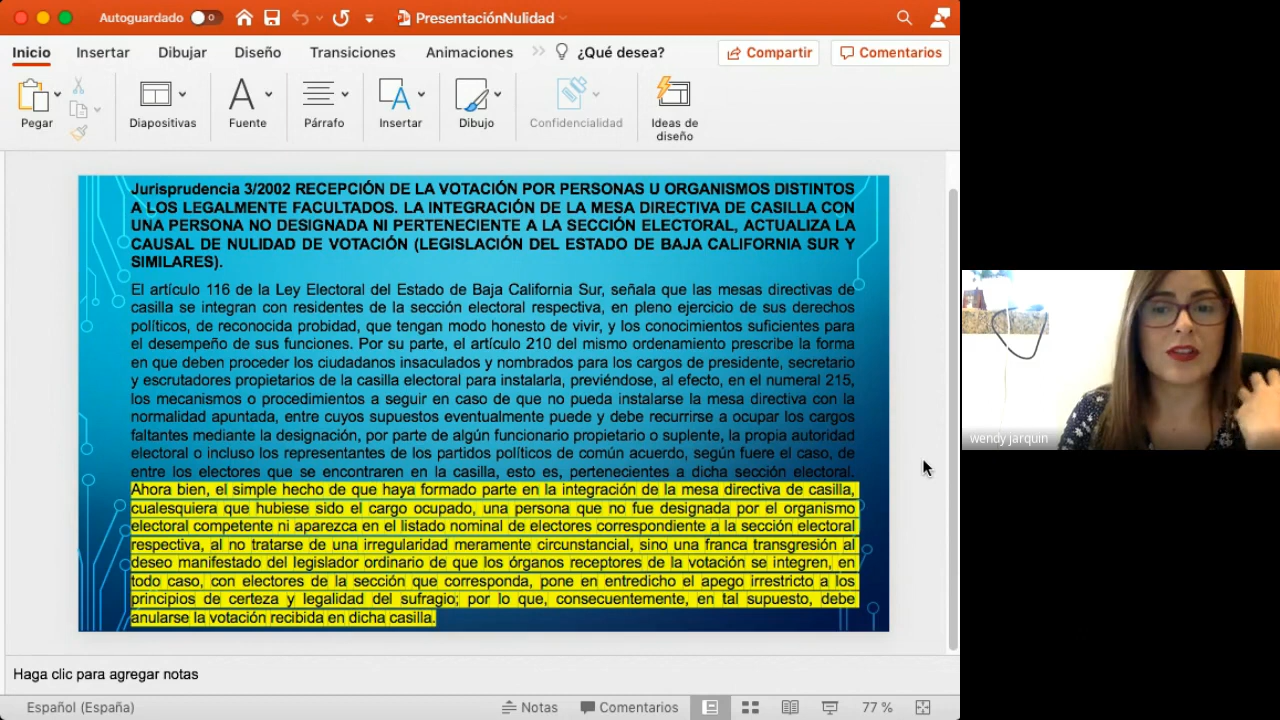 Autoguardado
PresentaciónNulidad
Inicio Insertar Dibujar Diseño Transiciones Animaciones >> ¿Qué desea? Compartir Comentarios
Pegar Diapositivas Fuente Párrafo Insertar Dibujo Confidencialidad Ideas de diseño
Jurisprudencia 3/2002 RECEPCIÓN DE LA VOTACIÓN POR PERSONAS U ORGANISMOS DISTINTOS
A LOS LEGALMENTE FACULTADOS. LA INTEGRACIÓN DE LA MESA DIRECTIVA DE CASILLA CON
UNA PERSONA NO DESIGNADA NI PERTENECIENTE A LA SECCIÓN ELECTORAL, ACTUALIZA LA
CAUSAL DE NULIDAD DE VOTACIÓN (LEGISLACIÓN DEL ESTADO DE BAJA CALIFORNIA SUR Y
SIMILARES).
El artículo 116 de la Ley Electoral del Estado de Baja California Sur, señala que las mesas directivas de
casilla se integran con residentes de la sección electoral respectiva, en pleno ejercicio de sus derechos
políticos, de reconocida probidad, que tengan modo honesto de vivir, y los conocimientos suficientes para
el desempeño de sus funciones. Por su parte, el artículo 210 del mismo ordenamiento prescribe la forma
en que deben proceder los ciudadanos insaculados y nombrados para los cargos de presidente, secretario
y escrutadores propietarios de la casilla electoral para instalarla, previéndose, al efecto, en el numeral 215,
los mecanismos o procedimientos a seguir en caso de que no pueda instalarse la mesa directiva con la
normalidad apuntada, entre cuyos supuestos eventualmente puede y debe recurrirse a ocupar los cargos
faltantes mediante la designación, por parte de algún funcionario propietario o suplente, la propia autoridad
electoral o incluso los representantes de los partidos políticos de común acuerdo, según fuere el caso, de
entre los electores que se encontraren en la casilla, esto es, pertenecientes a dicha sección electoral.
Ahora bien, el simple hecho de que haya formado parte en la integración de la mesa directiva de casilla,
cualesquiera que hubiese sido el cargo ocupado, una persona que no fue designada por el organismo
electoral competente ni aparezca en el listado nominal de electores correspondiente a la sección electoral
respectiva, al no tratarse de una irregularidad meramente circunstancial, sino una franca transgresión al
deseo manifestado del legislador ordinario de que los órganos receptores de la votación se integren, en
todo caso, con electores de la sección que corresponda, pone en entredicho el apego irrestricto a los
principios de certeza y legalidad del sufragio; por lo que, consecuentemente, en tal supuesto, debe
anularse la votación recibida en dicha casilla.
wendy jarquin
Haga clic para agregar notas
Español (España) Notas Comentarios 77 %